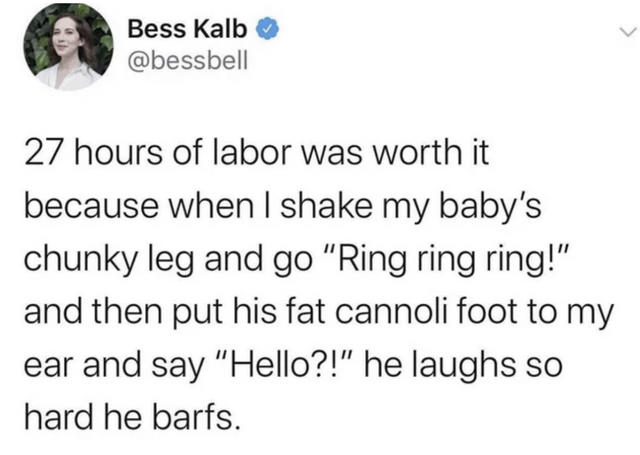 Bess Kalb
@bessbell
27 hours of labor was worth it
because when I shake my baby's
chunky leg and go "Ring ring ring!"
and then put his fat cannoli foot to my
ear and say "Hello?!" he laughs so
hard he barfs.